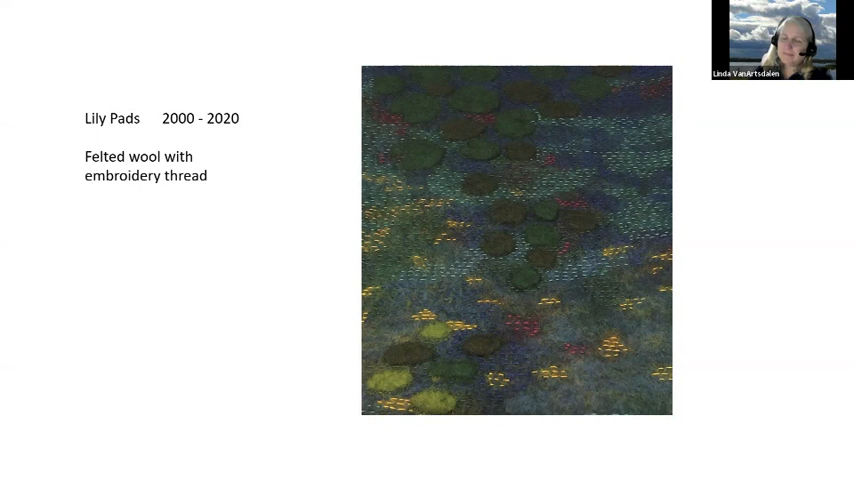 Linda VanArtsdalen
Lily Pads 2000 - 2020
Felted wool with
embroidery thread